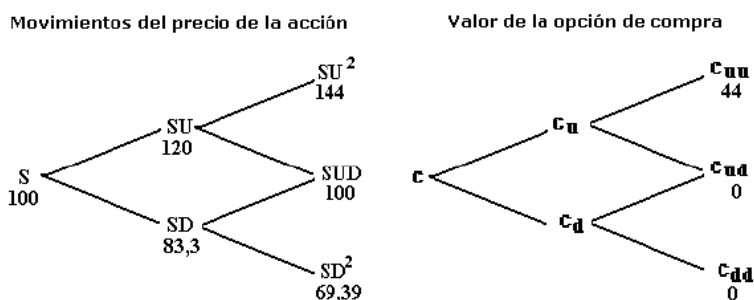 Movimientos del precio de la acción
Valor de la opción de compra
SU²
144
SU
120
S
100
SUD
100
SD
83,3
SD²
69.39
Cuu
44
Cu
C
Cud
0
Cd
Cdd
0